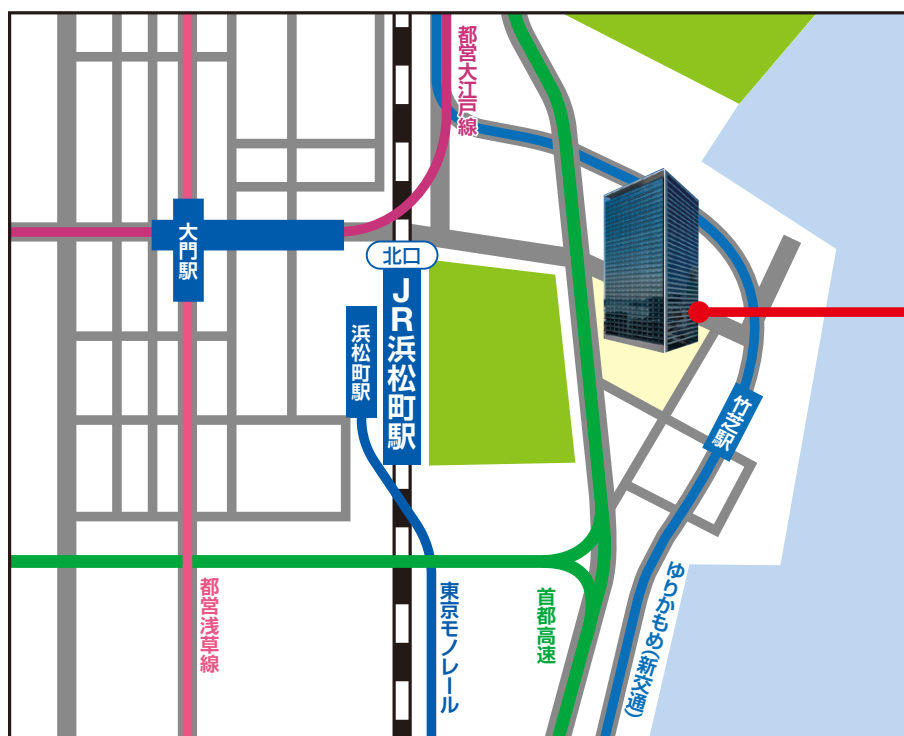 都営大江戸線
大門駅
北口
JR浜松町駅
浜松町駅
竹芝駅
都営浅草線
東京モノレール
首都高速
ゆりかもめ(新交通)